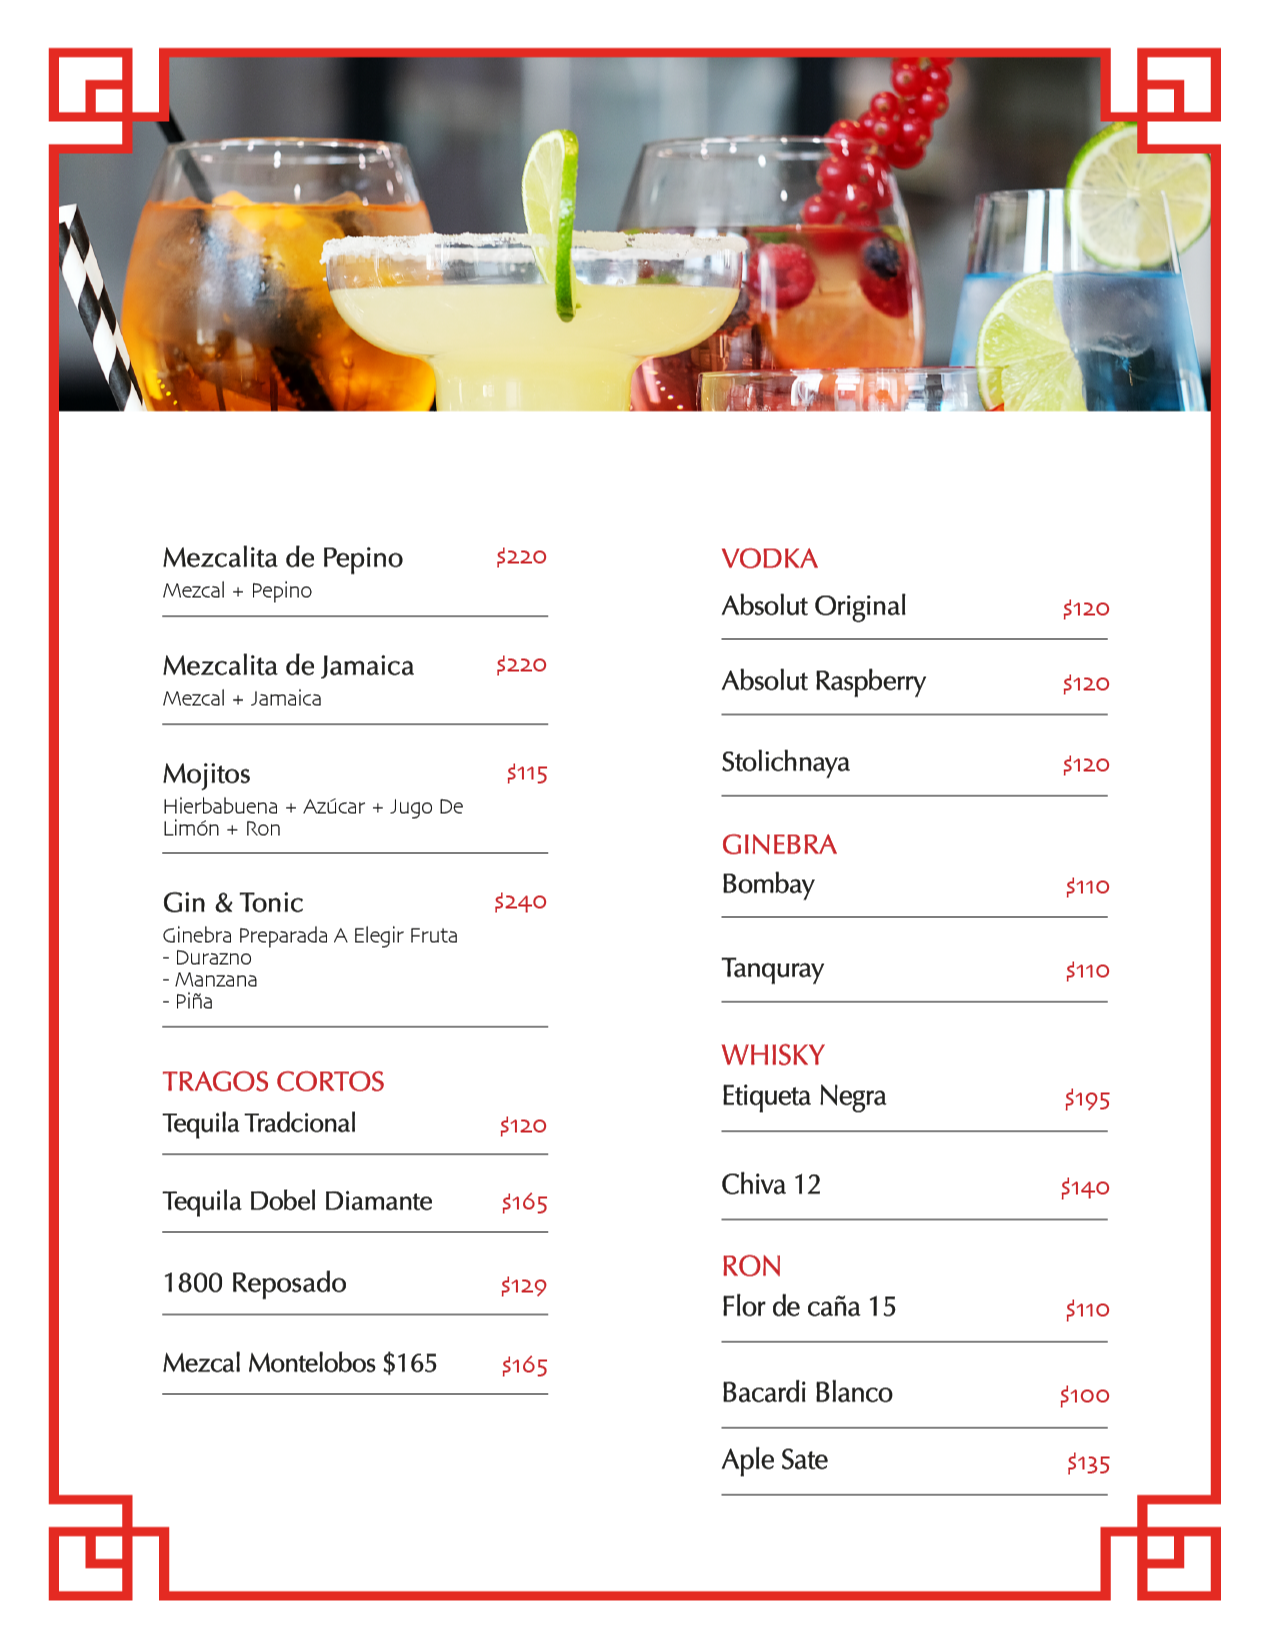 Mezcalita de Pepino $220
Mezcal + Pepino
Mezcalita de Jamaica $220
Mezcal + Jamaica
Mojitos $115
Hierbabuena + Azúcar + Jugo De
Limón + Ron
Gin & Tonic $240
Ginebra Preparada A Elegir Fruta
- Durazno
- Manzana
- Piña
TRAGOS CORTOS
Tequila Tradcional $120
Tequila Dobel Diamante $165
1800 Reposado $129
Mezcal Montelobos $165 $165
VODKA
Absolut Original $120
Absolut Raspberry $120
Stolichnaya $120
GINEBRA
Bombay $110
Tanquray $110
WHISKY
Etiqueta Negra $195
Chiva 12 $140
RON
Flor de caña 15 $110
Bacardi Blanco $100
Aple Sate $135